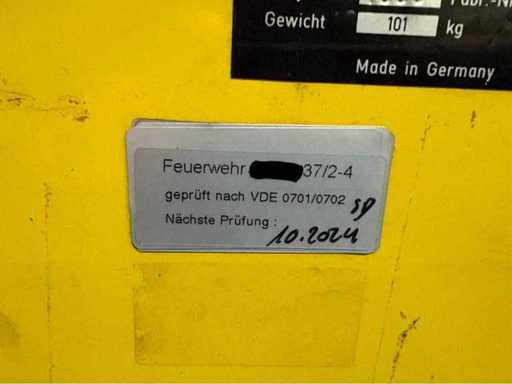 Gewicht 101 kg
Made in Germany
Feuerwehr 37/2-4
geprüft nach VDE 0701/0702
Nächste Prüfung :
10.2024